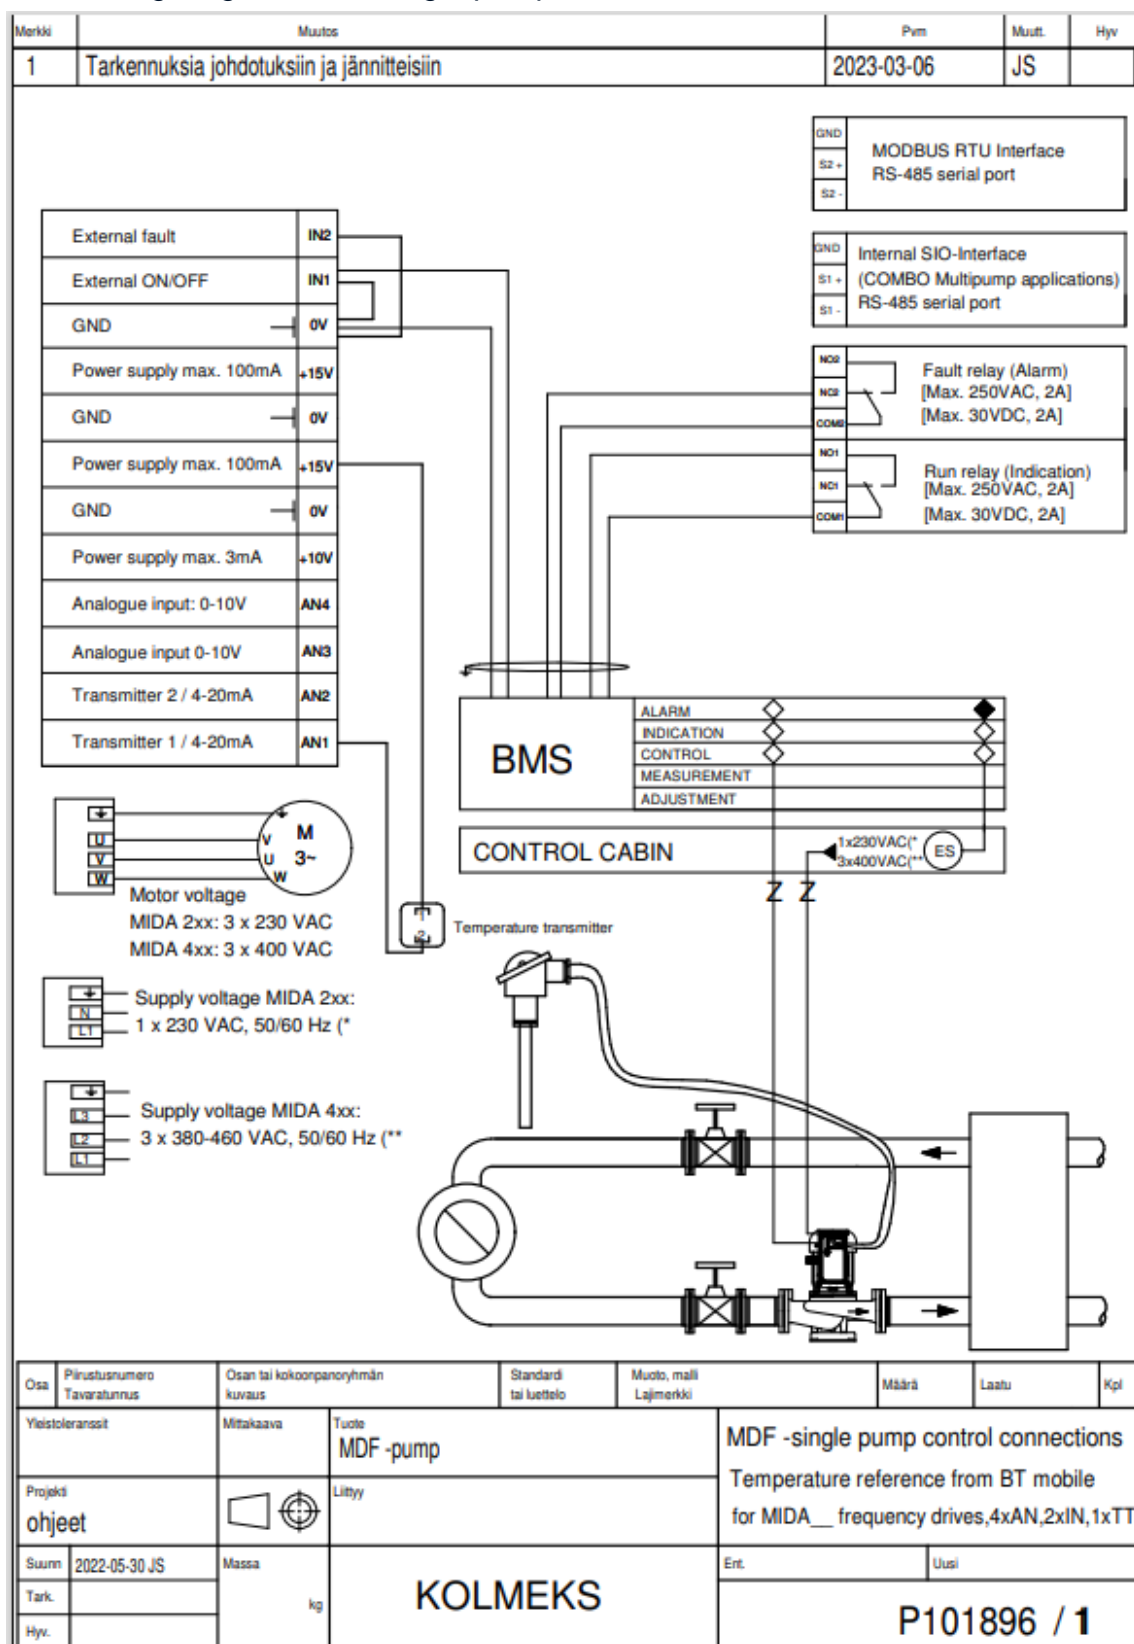 Merkki Muutos Pvm Muutt. Hyv
1 Tarkennuksia johdotuksiin ja jännitteisiin 2023-03-06 JS
GND
S2 +
S2 -
MODBUS RTU Interface
RS-485 serial port
GND
S1 +
S1 -
Internal SIO-Interface
(COMBO Multipump applications)
RS-485 serial port
NO2
NC2
COM2
Fault relay (Alarm)
[Max. 250VAC, 2A]
[Max. 30VDC, 2A]
NO1
NC1
COM1
Run relay (Indication)
[Max. 250VAC, 2A]
[Max. 30VDC, 2A]
External fault IN2
External ON/OFF IN1
GND 0V
Power supply max. 100mA +15V
GND 0V
Power supply max. 100mA +15V
GND 0V
Power supply max. 3mA +10V
Analogue input: 0-10V AN4
Analogue input 0-10V AN3
Transmitter 2 / 4-20mA AN2
Transmitter 1 / 4-20mA AN1
BMS
ALARM
INDICATION
CONTROL
MEASUREMENT
ADJUSTMENT
CONTROL CABIN
1x230VAC(*
3x400VAC(**
ES
Z Z
U
V
W
V
U
W
M
3~
Motor voltage
MIDA 2xx: 3 x 230 VAC
MIDA 4xx: 3 x 400 VAC
1
2
Temperature transmitter
N
L1
Supply voltage MIDA 2xx:
1 x 230 VAC, 50/60 Hz (*
L3
L2
L1
Supply voltage MIDA 4xx:
3 x 380-460 VAC, 50/60 Hz (**
Osa
Piirustusnumero
Tavaratunnus
Osan tai kokoonpanoryhmän
kuvaus
Standardi
tai luettelo
Muoto, malli
Lajimerkki
Määrä
Laatu
Kpl
Yleistoleranssit
Mittakaava
Tuote
MDF -pump
MDF -single pump control connections
Temperature reference from BT mobile
for MIDA__ frequency drives,4xAN,2xIN,1xTT
Projekti
ohjeet
Liittyy
Suunn 2022-05-30 JS
Tark.
Hyv.
Massa
kg
KOLMEKS
Ent.
Uusi
P101896 / 1